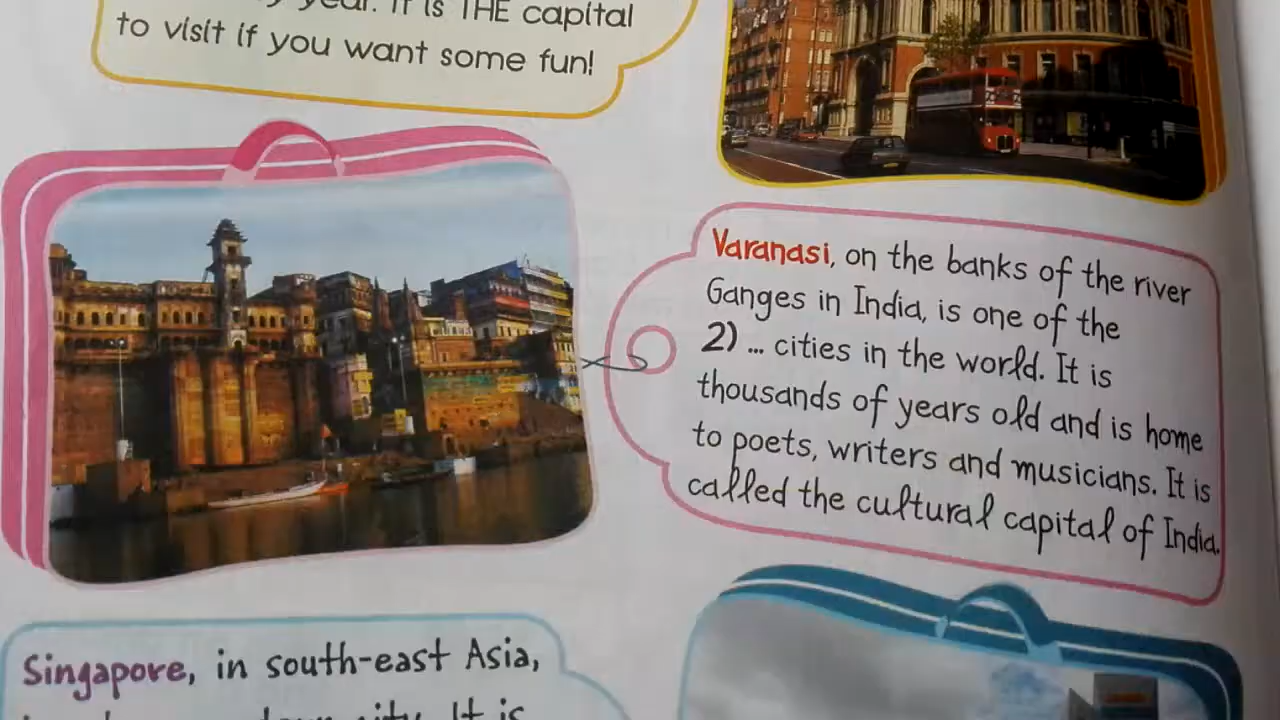 year. It is THE capital
to visit if you want some fun!
Varanasi, on the banks of the river
Ganges in India, is one of the
2) ... cities in the world. It is
thousands of years old and is home
to poets, writers and musicians. It is
called the cultural capital of India.
Singapore, in south-east Asia,
city. It is